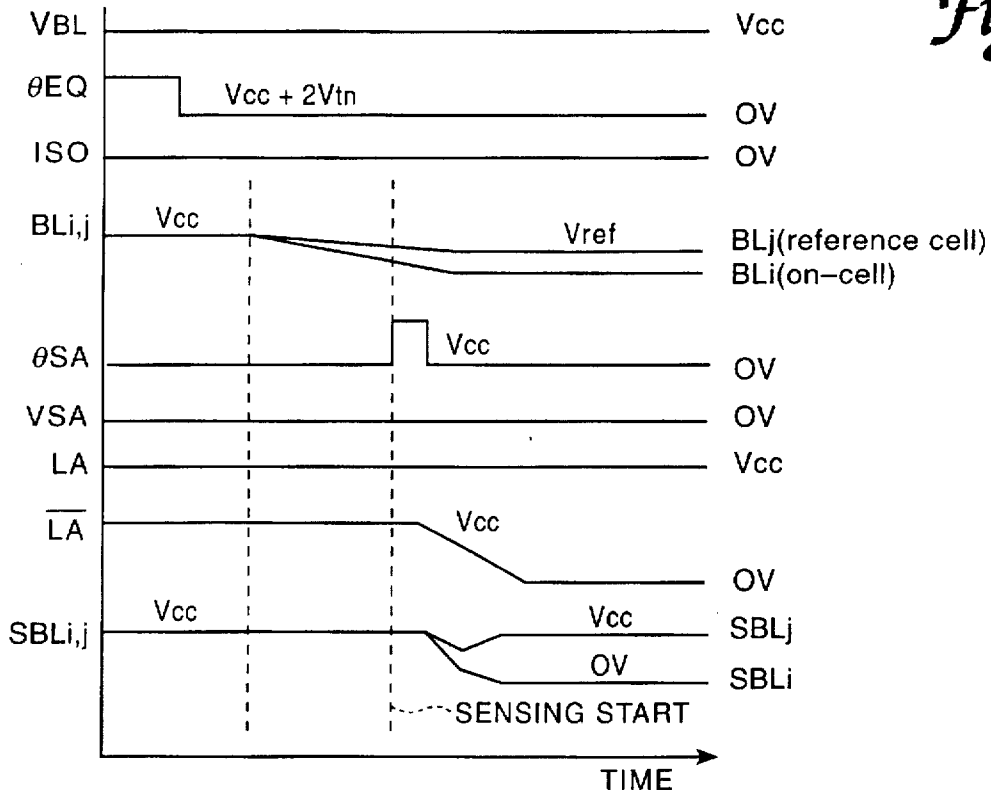 VBL Vcc
θEQ Vcc + 2Vtn OV
ISO OV
BLi,j Vcc Vref BLj(reference cell)
BLi(on-cell)
θSA Vcc OV
VSA OV
LA Vcc
LA Vcc
OV
SBLi,j Vcc Vcc SBLj
OV SBLi
SENSING START
TIME